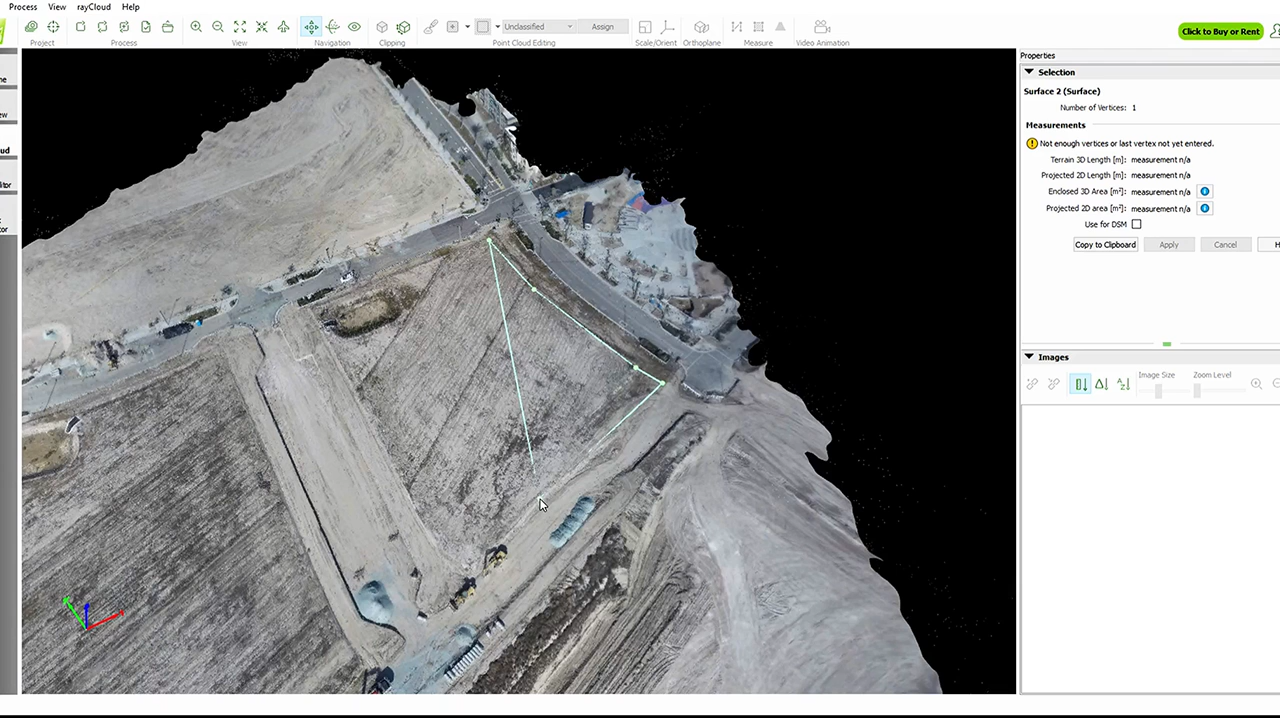 Process View rayCloud Help
Unclassified Assign
Click to Buy or Rent
Project Process View Navigation Clipping Point Cloud Editing Scale/Orient Orthoplane Measure Video Animation
Properties
Selection
Surface 2 (Surface)
Number of Vertices: 1
Measurements
Not enough vertices or last vertex not yet entered.
Terrain 3D Length [m]: measurement n/a
Projected 2D Length [m]: measurement n/a
Enclosed 3D Area [m²]: measurement n/a
Projected 2D area [m²]: measurement n/a
Use for DSM
Copy to Clipboard Apply Cancel H
Images
Image Size Zoom Level